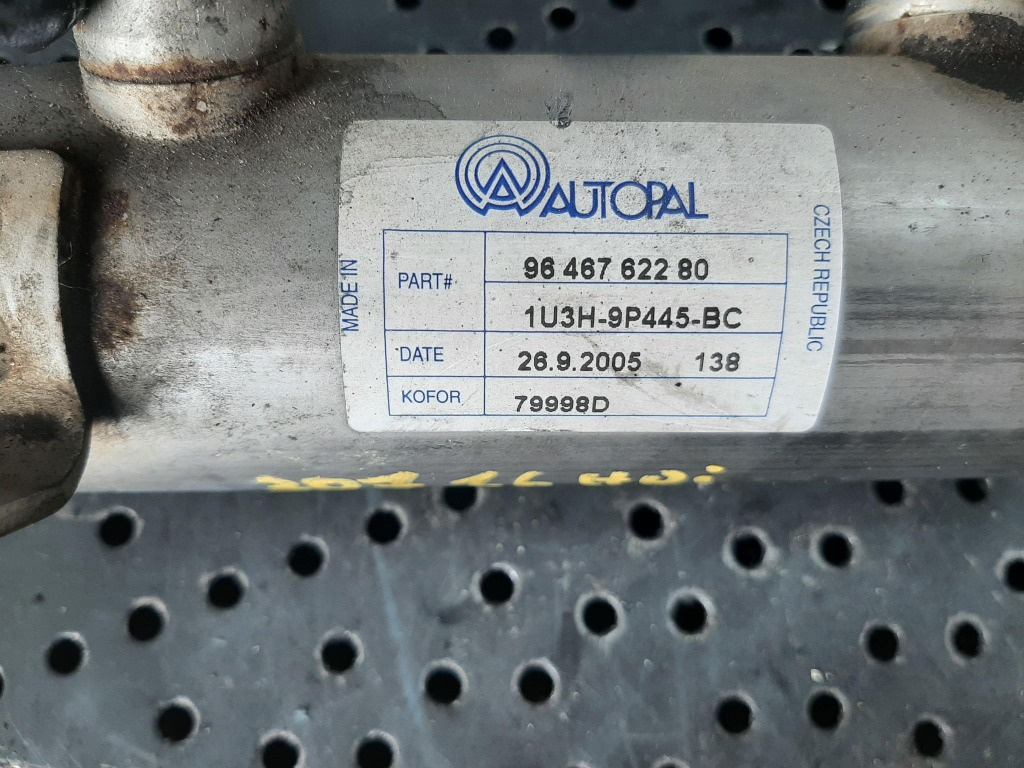 AUTOPAL
MADE IN
CZECH REPUBLIC
PART# 96 467 622 80
1U3H-9P445-BC
DATE 26.9.2005 138
KOFOR 79998D
HDi